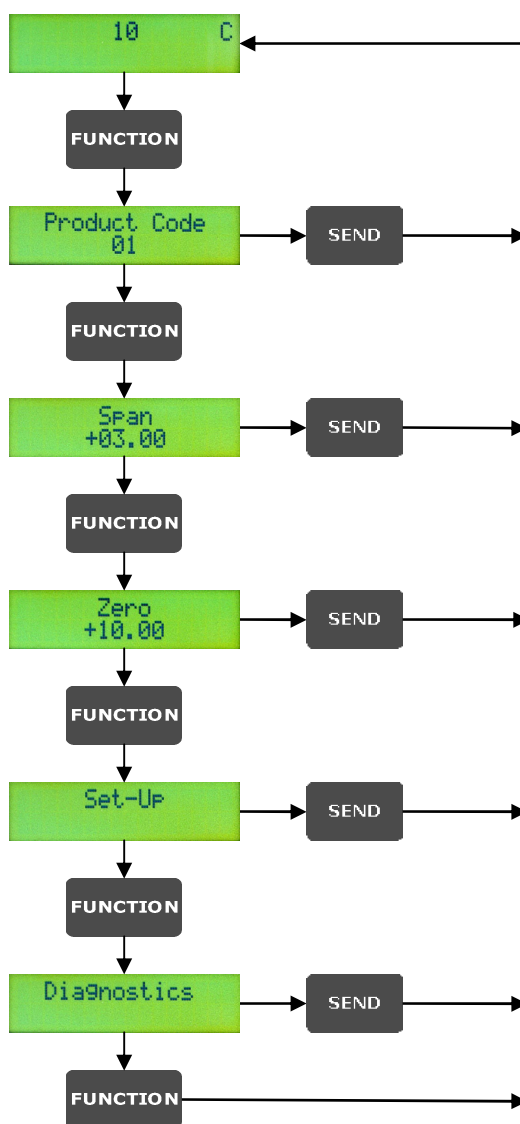 10 C
FUNCTION
Product Code
01
SEND
FUNCTION
Span
+03.00
SEND
FUNCTION
Zero
+10.00
SEND
FUNCTION
Set-Up
SEND
FUNCTION
Diagnostics
SEND
FUNCTION